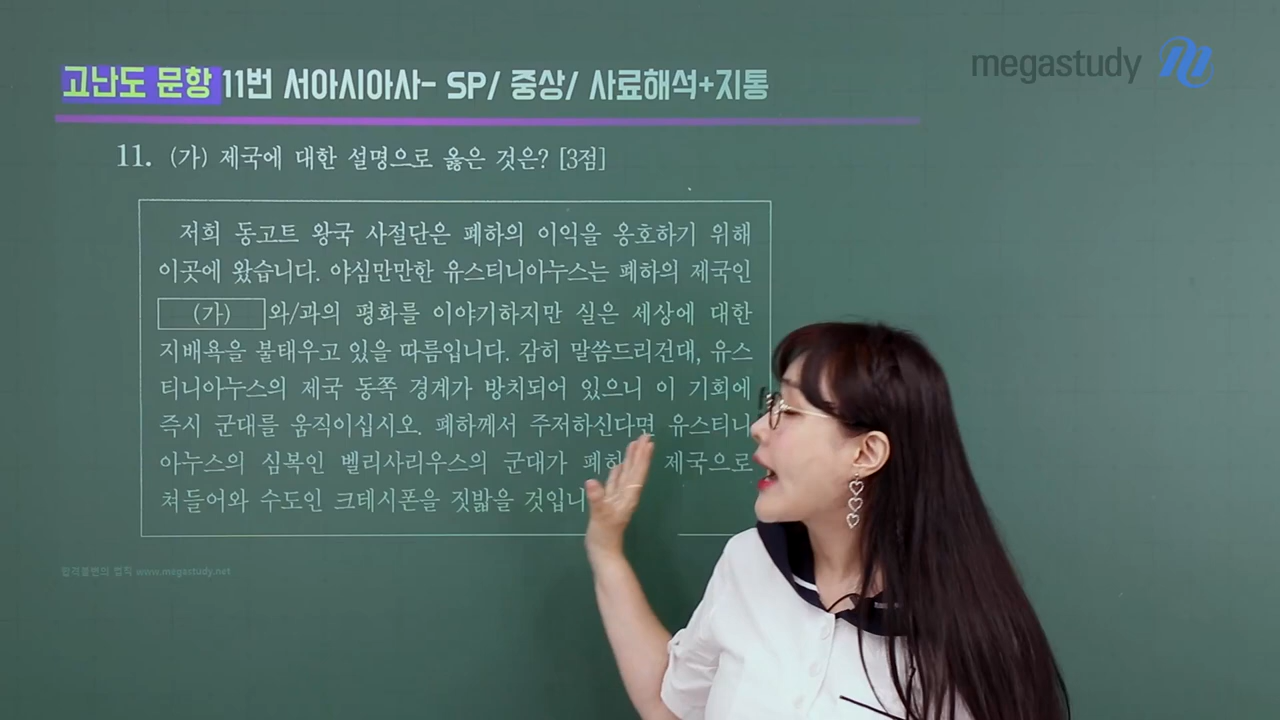 megastudy
고난도 문항 11번 서아시아사- SP/ 중상/ 사료해석+지통
11. (가) 제국에 대한 설명으로 옳은 것은? [3점]
저희 동고트 왕국 사절단은 폐하의 이익을 옹호하기 위해
이곳에 왔습니다. 야심만만한 유스티니아누스는 폐하의 제국인
(가) 와/과의 평화를 이야기하지만 실은 세상에 대한
지배욕을 불태우고 있을 따름입니다. 감히 말씀드리건대, 유스
티니아누스의 제국 동쪽 경계가 방치되어 있으니 이 기회에
즉시 군대를 움직이십시오. 폐하께서 주저하신다면 유스티니
아누스의 심복인 벨리사리우스의 군대가 제국으로
쳐들어와 수도인 크테시폰을 짓밟을 것입니
합격불변의 법칙 www.megastudy.net